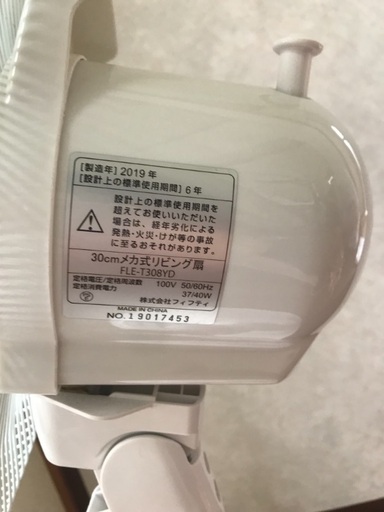 [製造年] 2019年
[設計上の標準使用期間] 6年
設計上の標準使用期間を
超えてお使いいただいた
場合は、経年劣化による
発熱・火災・けが等の事故
に至るおそれがあります。
30cmメカ式リビング扇
FLE-T308YD
定格電圧/定格周波数 100V 50/60Hz
定格消費電力 37/40W
株式会社フィフティ
MADE IN CHINA
NO. 19017453